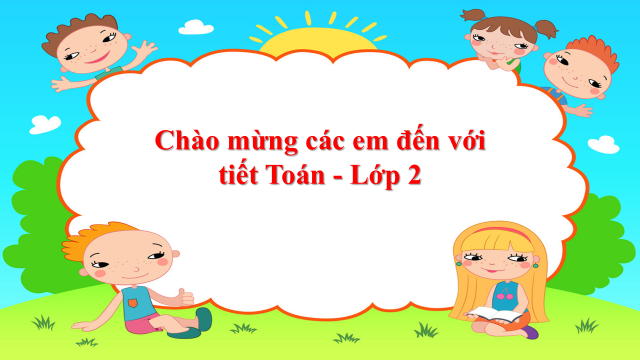 Chào mừng các em đến với
tiết Toán - Lớp 2